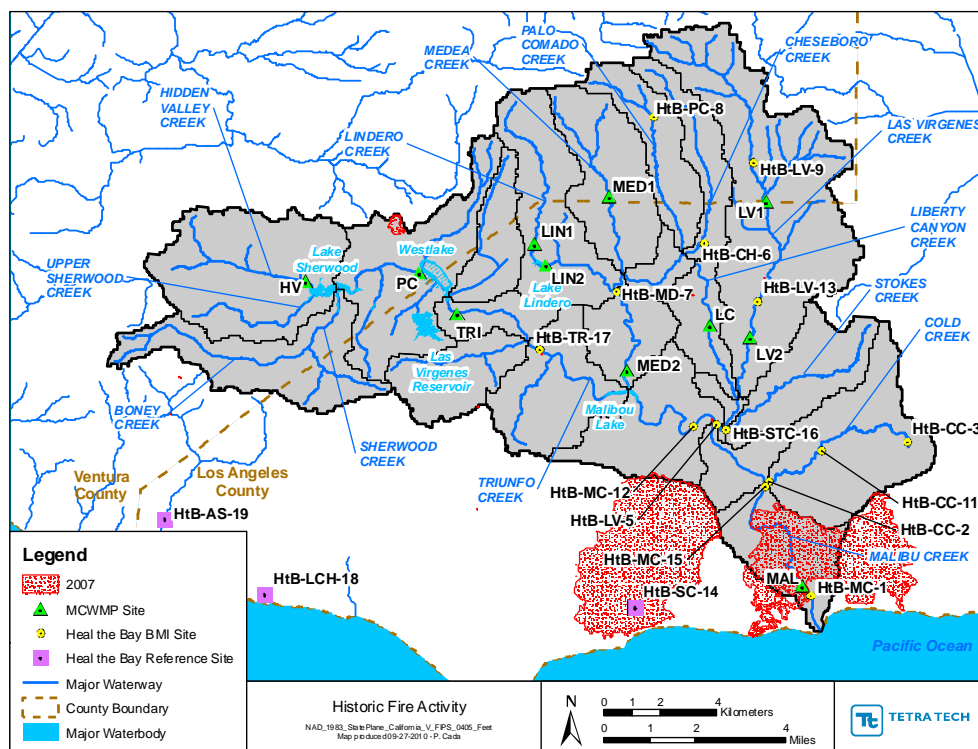 PALO
COMADO
CREEK
CHESEBORO
CREEK
MEDEA
CREEK
HIDDEN
VALLEY
CREEK
LINDERO
CREEK
HtB-PC-8
LAS VIRGENES
CREEK
HtB-LV-9
MED1
LV1
LIBERTY
CANYON
CREEK
LIN1
Lake
Sherwood
Westlake
HtB-CH-6
UPPER
SHERWOOD
CREEK
HV
PC
LIN2
Lake
Lindero
HtB-MD-7
HtB-LV-13
STOKES
CREEK
COLD
CREEK
TRI
LC
HtB-TR-17
LV2
Las
Virgenes
Reservoir
MED2
BONEY
CREEK
Malibou
Lake
SHERWOOD
CREEK
HtB-STC-16
HtB-CC-3
Ventura
County
Los Angeles
County
TRIUNFO
CREEK
HtB-MC-12
HtB-CC-11
HtB-AS-19
HtB-LV-5
HtB-CC-2
HtB-MC-15
MALIBU CREEK
HtB-LCH-18
MAL
HtB-MC-1
HtB-SC-14
Pacific Ocean
Legend
2007
MCWMP Site
Heal the Bay BMI Site
Heal the Bay Reference Site
Major Waterway
County Boundary
Major Waterbody
Historic Fire Activity
NAD_1983_StatePlane_California_V_FIPS_0405_Feet
Map produced 09-27-2010 - P. Cada
N
0 1 2 4
Kilometers
0 2 4
Miles
Tt TETRA TECH